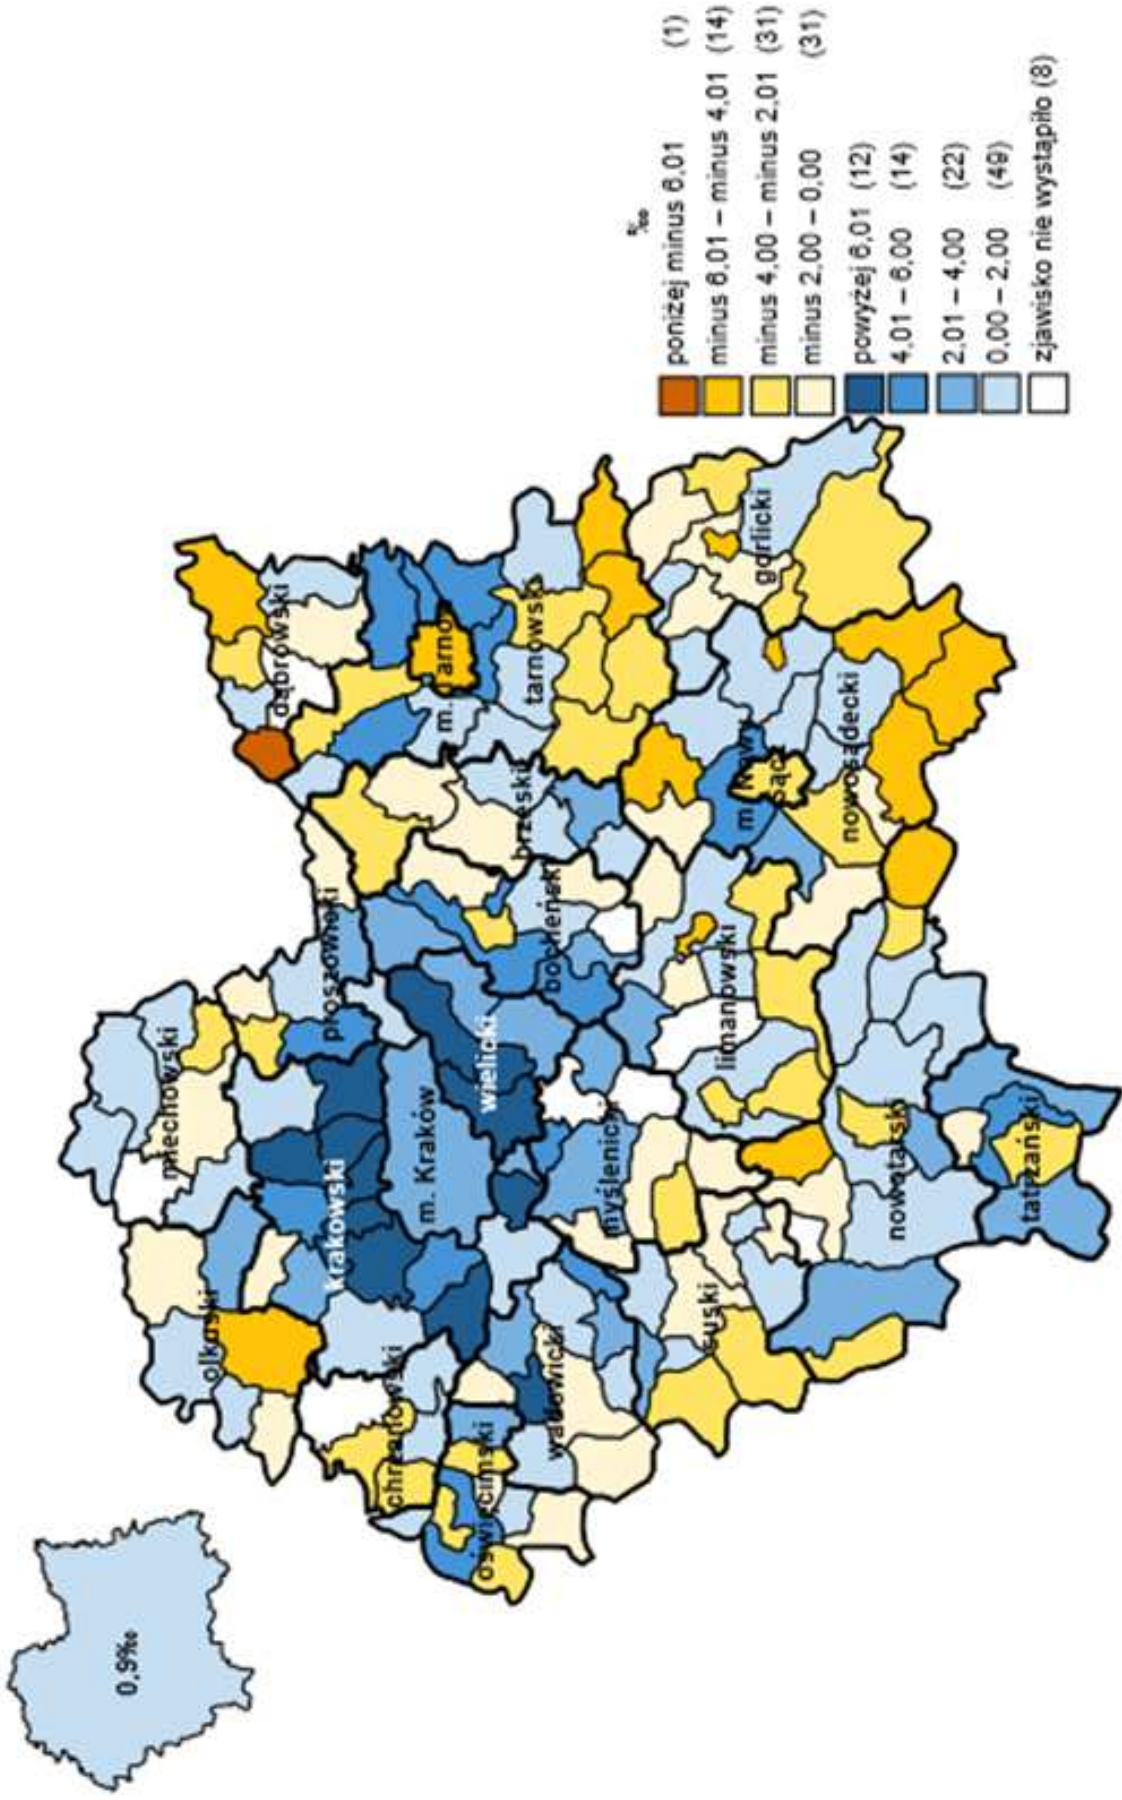 0,9‰
miechowski
olkuski
dąbrowski
proszowicki
krakowski
chrzanowski
m. Kraków
m. Tarnów
oświęcimski
wielicki
brzeski
tarnowski
wadowicki
bocheński
myślenicki
suski
limanowski
m. Nowy
Sącz
gorlicki
nowosądecki
nowotarski
tatrzański
‰
poniżej minus 6,01 (1)
minus 6,01 – minus 4,01 (14)
minus 4,00 – minus 2,01 (31)
minus 2,00 – 0,00 (31)
powyżej 6,01 (12)
4,01 – 6,00 (14)
2,01 – 4,00 (22)
0,00 – 2,00 (49)
zjawisko nie wystąpiło (8)